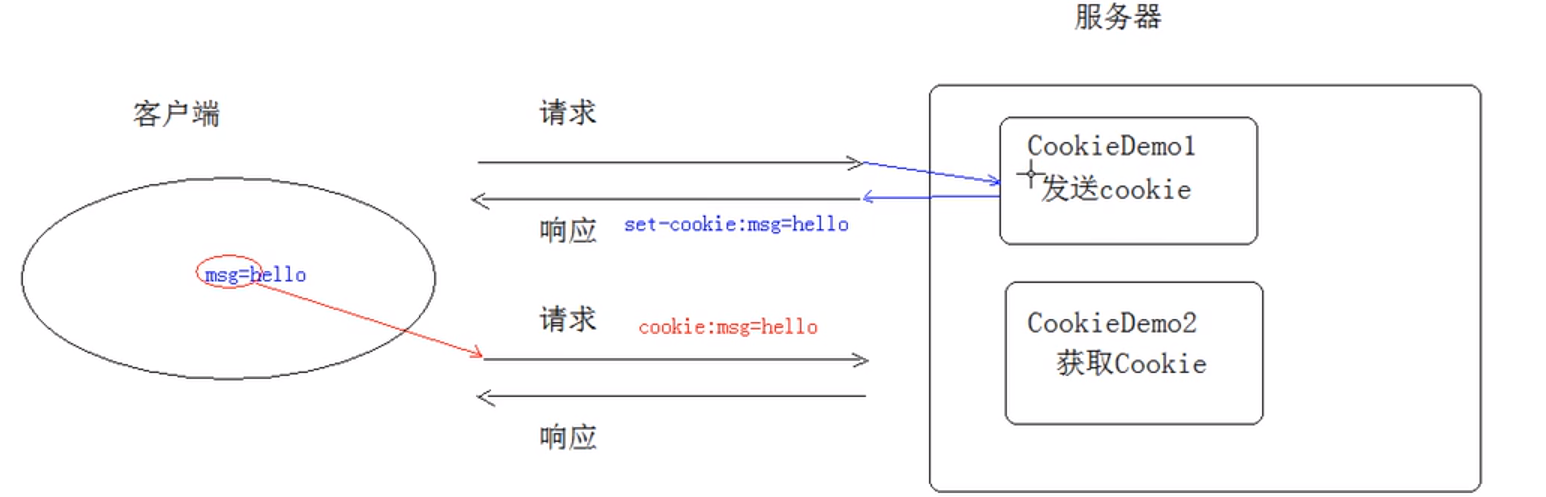 服务器
客户端
请求
CookieDemo1
发送cookie
响应
set-cookie:msg=hello
msg=hello
请求
cookie:msg=hello
CookieDemo2
获取Cookie
响应